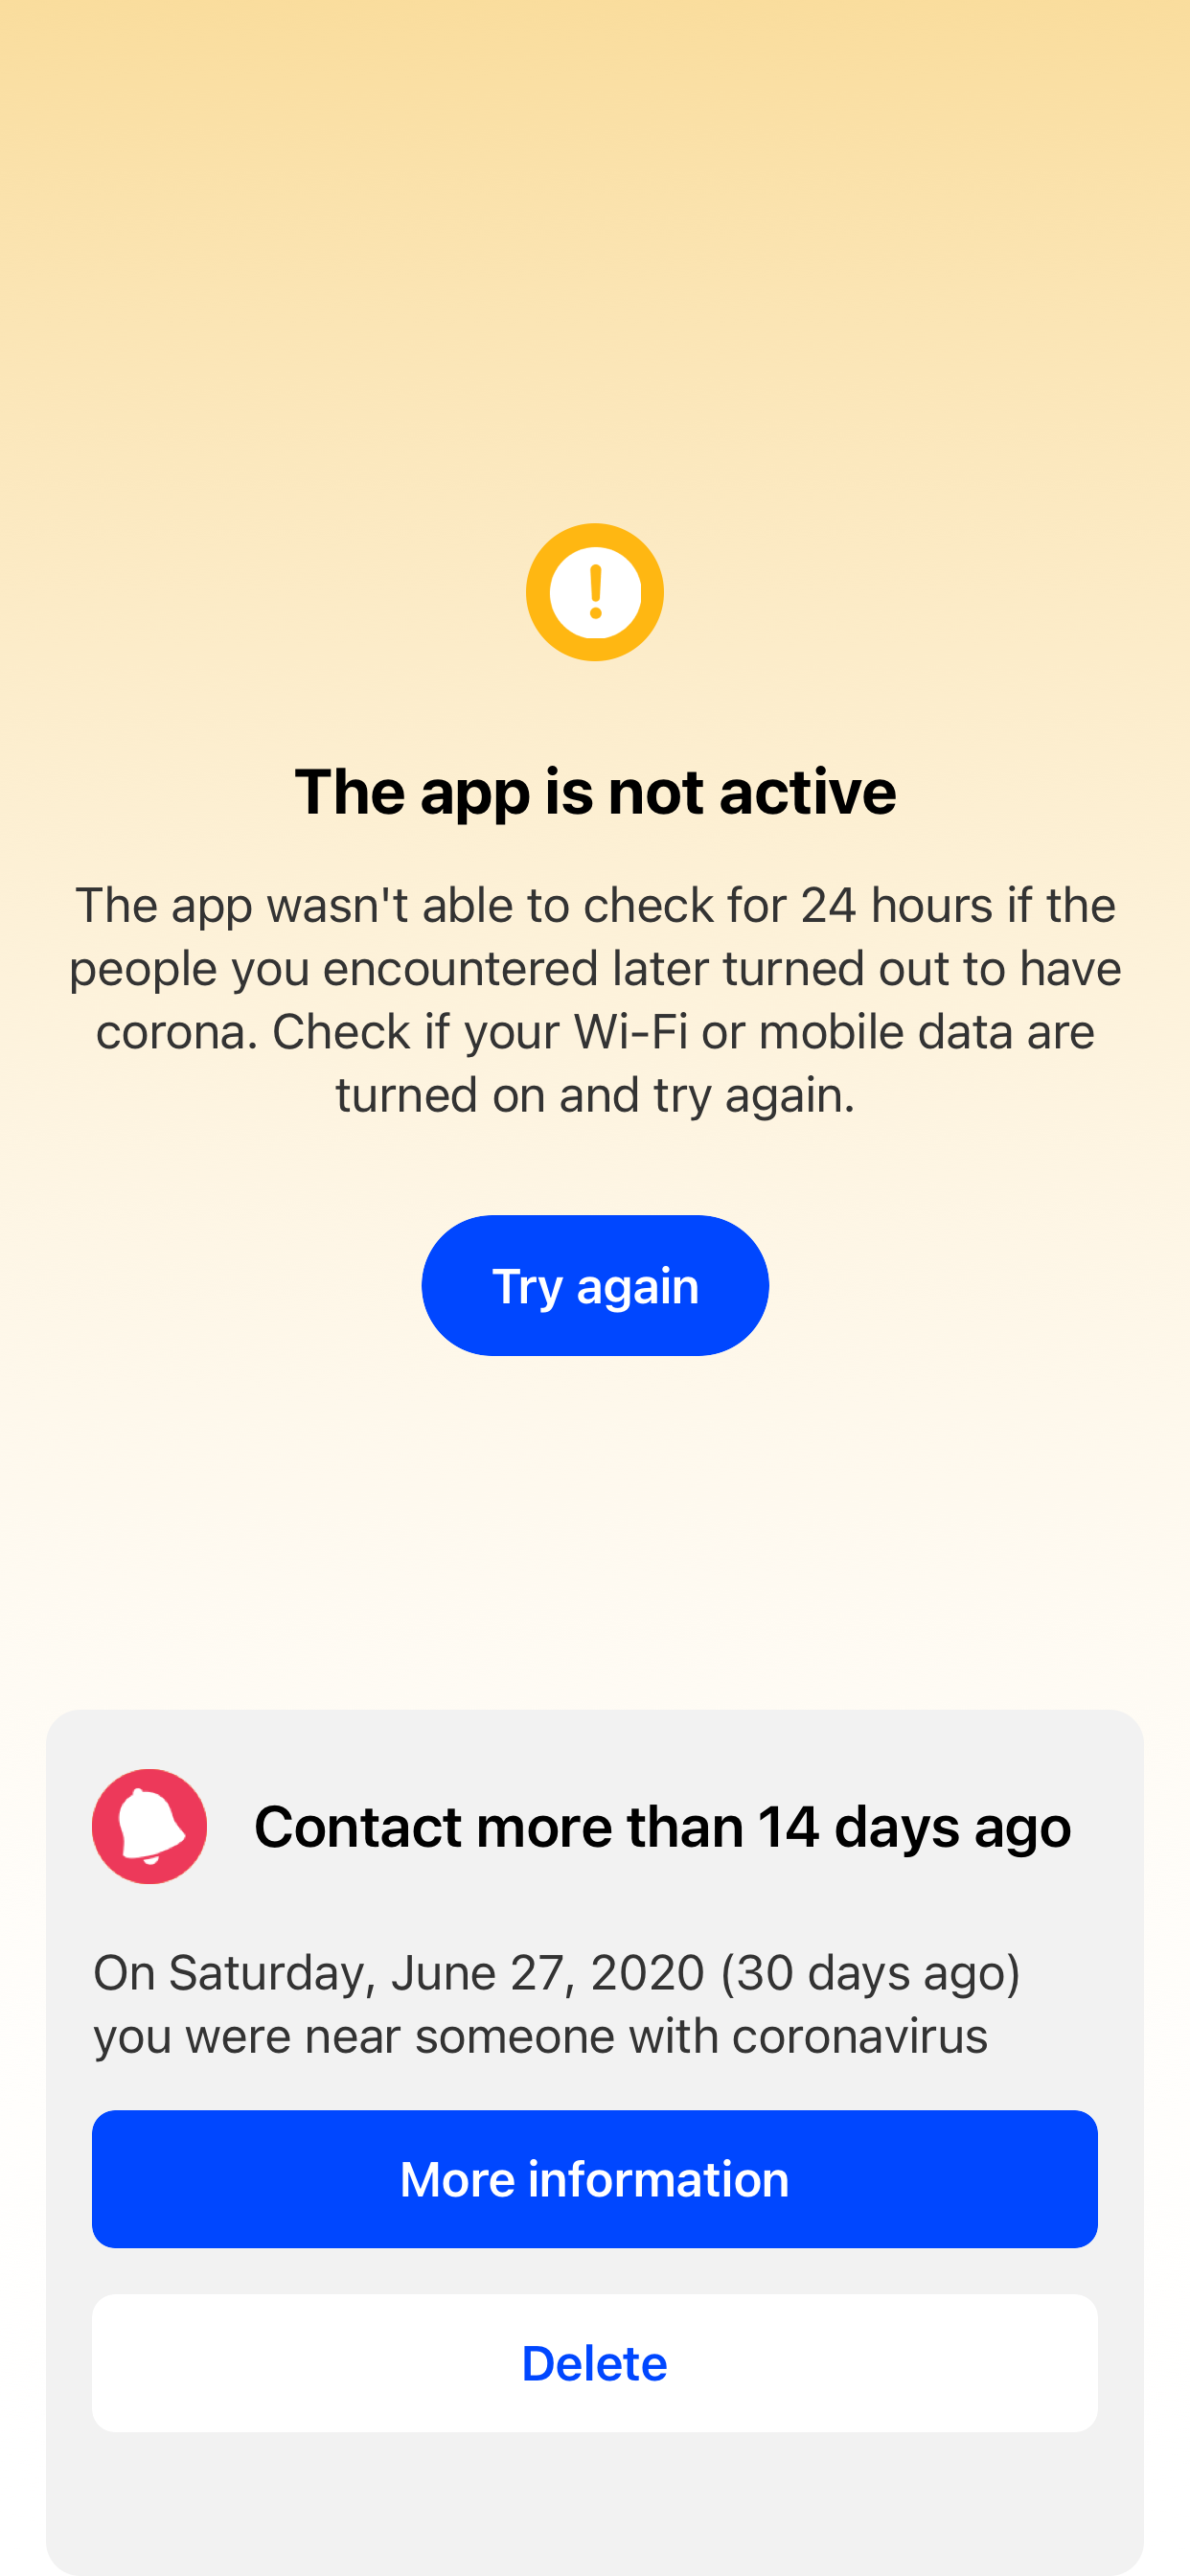 The app is not active
The app wasn't able to check for 24 hours if the
people you encountered later turned out to have
corona. Check if your Wi-Fi or mobile data are
turned on and try again.
Try again
Contact more than 14 days ago
On Saturday, June 27, 2020 (30 days ago)
you were near someone with coronavirus
More information
Delete